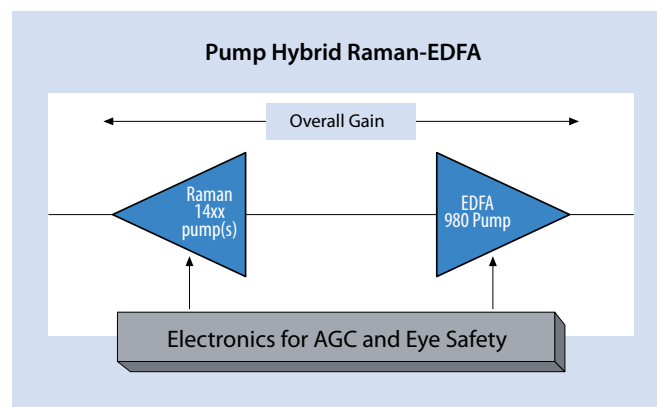 Pump Hybrid Raman-EDFA
Overall Gain
Raman
14xx
pump(s)
EDFA
980 Pump
Electronics for AGC and Eye Safety